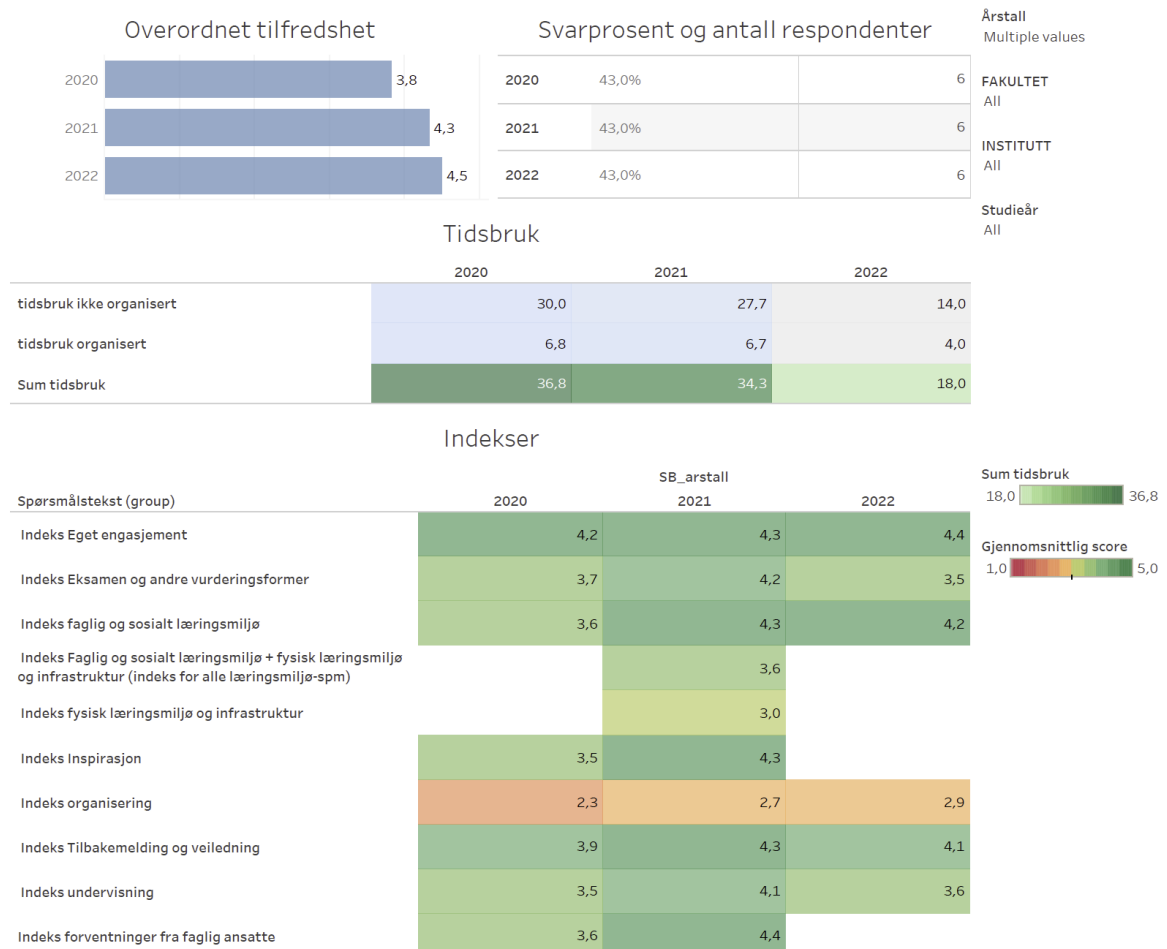 Overordnet tilfredshet
2020 3,8
2021 4,3
2022 4,5
Svarprosent og antall respondenter
2020 43,0% 6
2021 43,0% 6
2022 43,0% 6
Årstall
Multiple values
FAKULTET
All
INSTITUTT
All
Studieår
All
Tidsbruk
2020 2021 2022
tidsbruk ikke organisert 30,0 27,7 14,0
tidsbruk organisert 6,8 6,7 4,0
Sum tidsbruk 36,8 34,3 18,0
Indekser
SB_arstall
Spørsmålstekst (group) 2020 2021 2022
Indeks Eget engasjement 4,2 4,3 4,4
Indeks Eksamen og andre vurderingsformer 3,7 4,2 3,5
Indeks faglig og sosialt læringsmiljø 3,6 4,3 4,2
Indeks Faglig og sosialt læringsmiljø + fysisk læringsmiljø
og infrastruktur (indeks for alle læringsmiljø-spm) 3,6
Indeks fysisk læringsmiljø og infrastruktur 3,0
Indeks Inspirasjon 3,5 4,3
Indeks organisering 2,3 2,7 2,9
Indeks Tilbakemelding og veiledning 3,9 4,3 4,1
Indeks undervisning 3,5 4,1 3,6
Indeks forventninger fra faglig ansatte 3,6 4,4
Sum tidsbruk
18,0 36,8
Gjennomsnittlig score
1,0 5,0